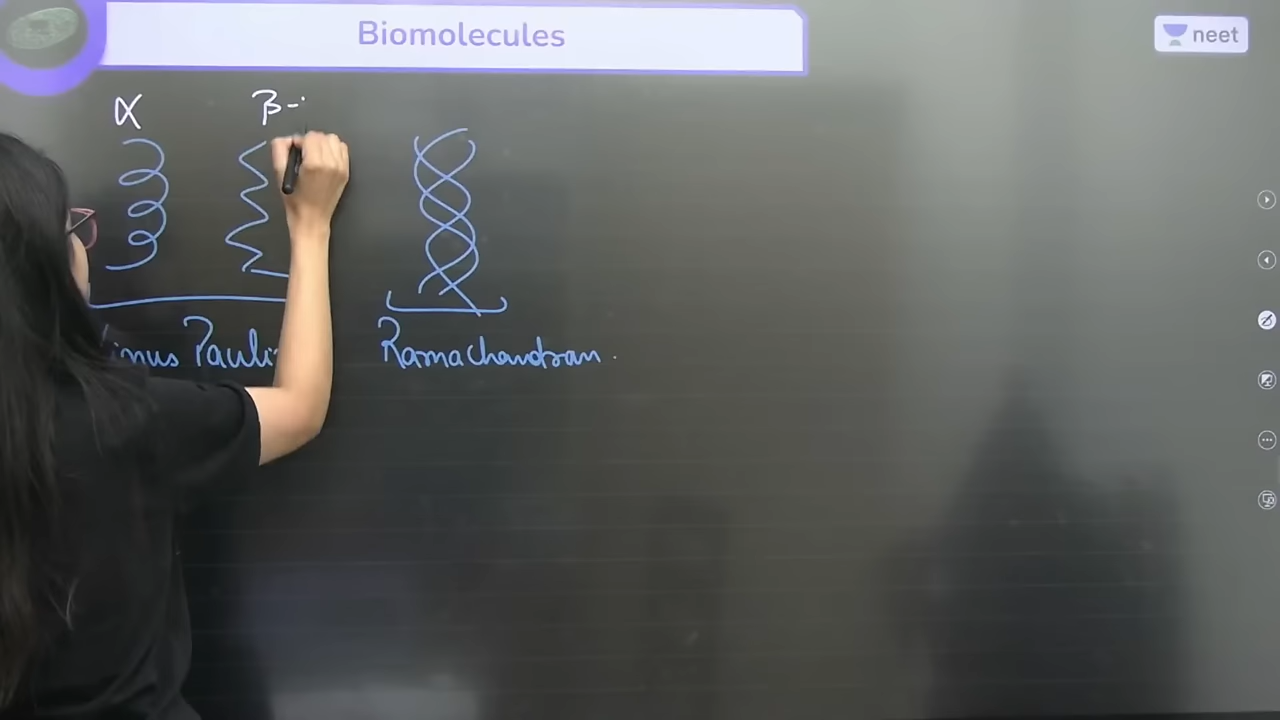 Biomolecules
neet
α β-
Ramachandran.